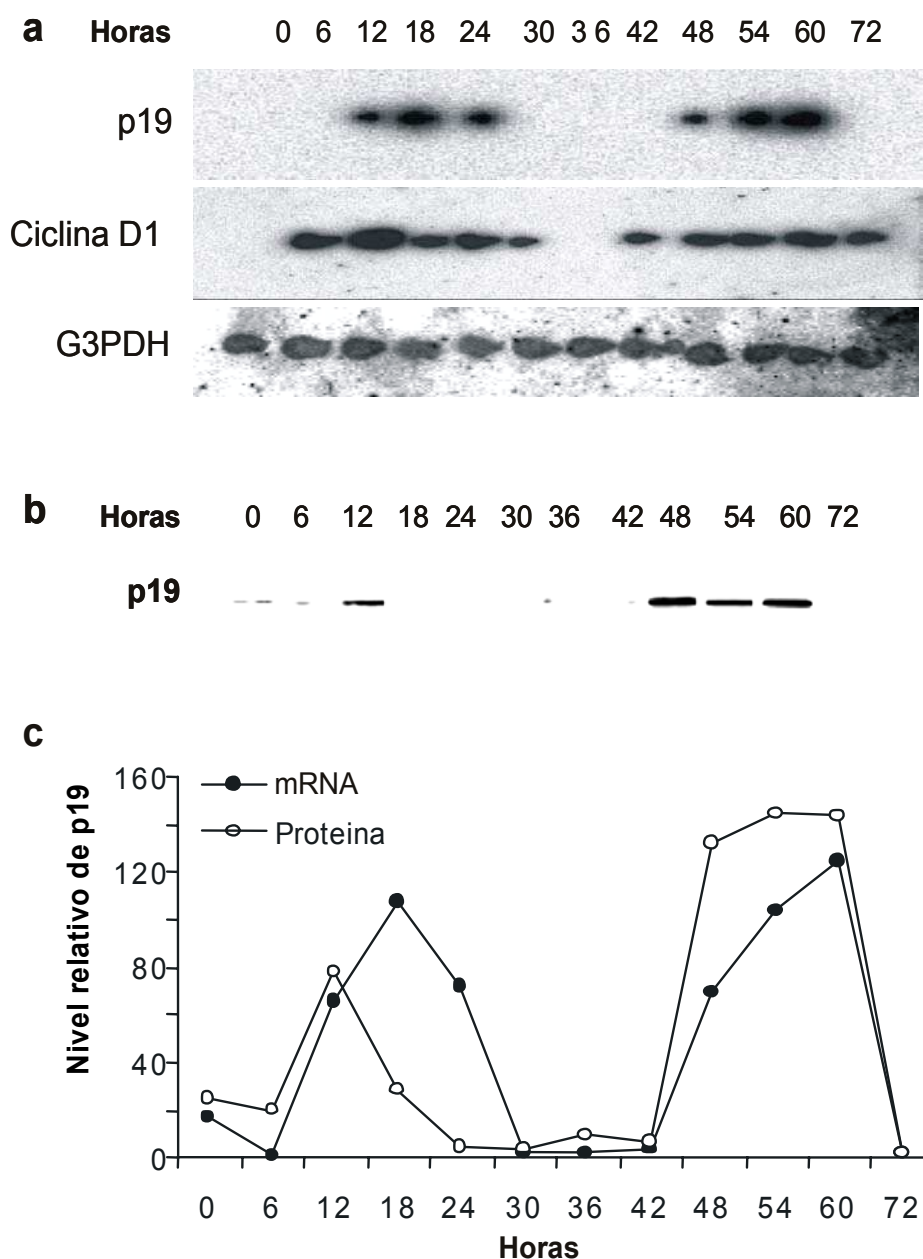 a Horas 0 6 12 18 24 30 3 6 42 48 54 60 72
p19
Ciclina D1
G3PDH
b Horas 0 6 12 18 24 30 36 42 48 54 60 72
p19
c
Nivel relativo de p19
160
120
80
40
0
mRNA
Proteina
0 6 12 18 24 30 36 42 48 54 60 72
Horas